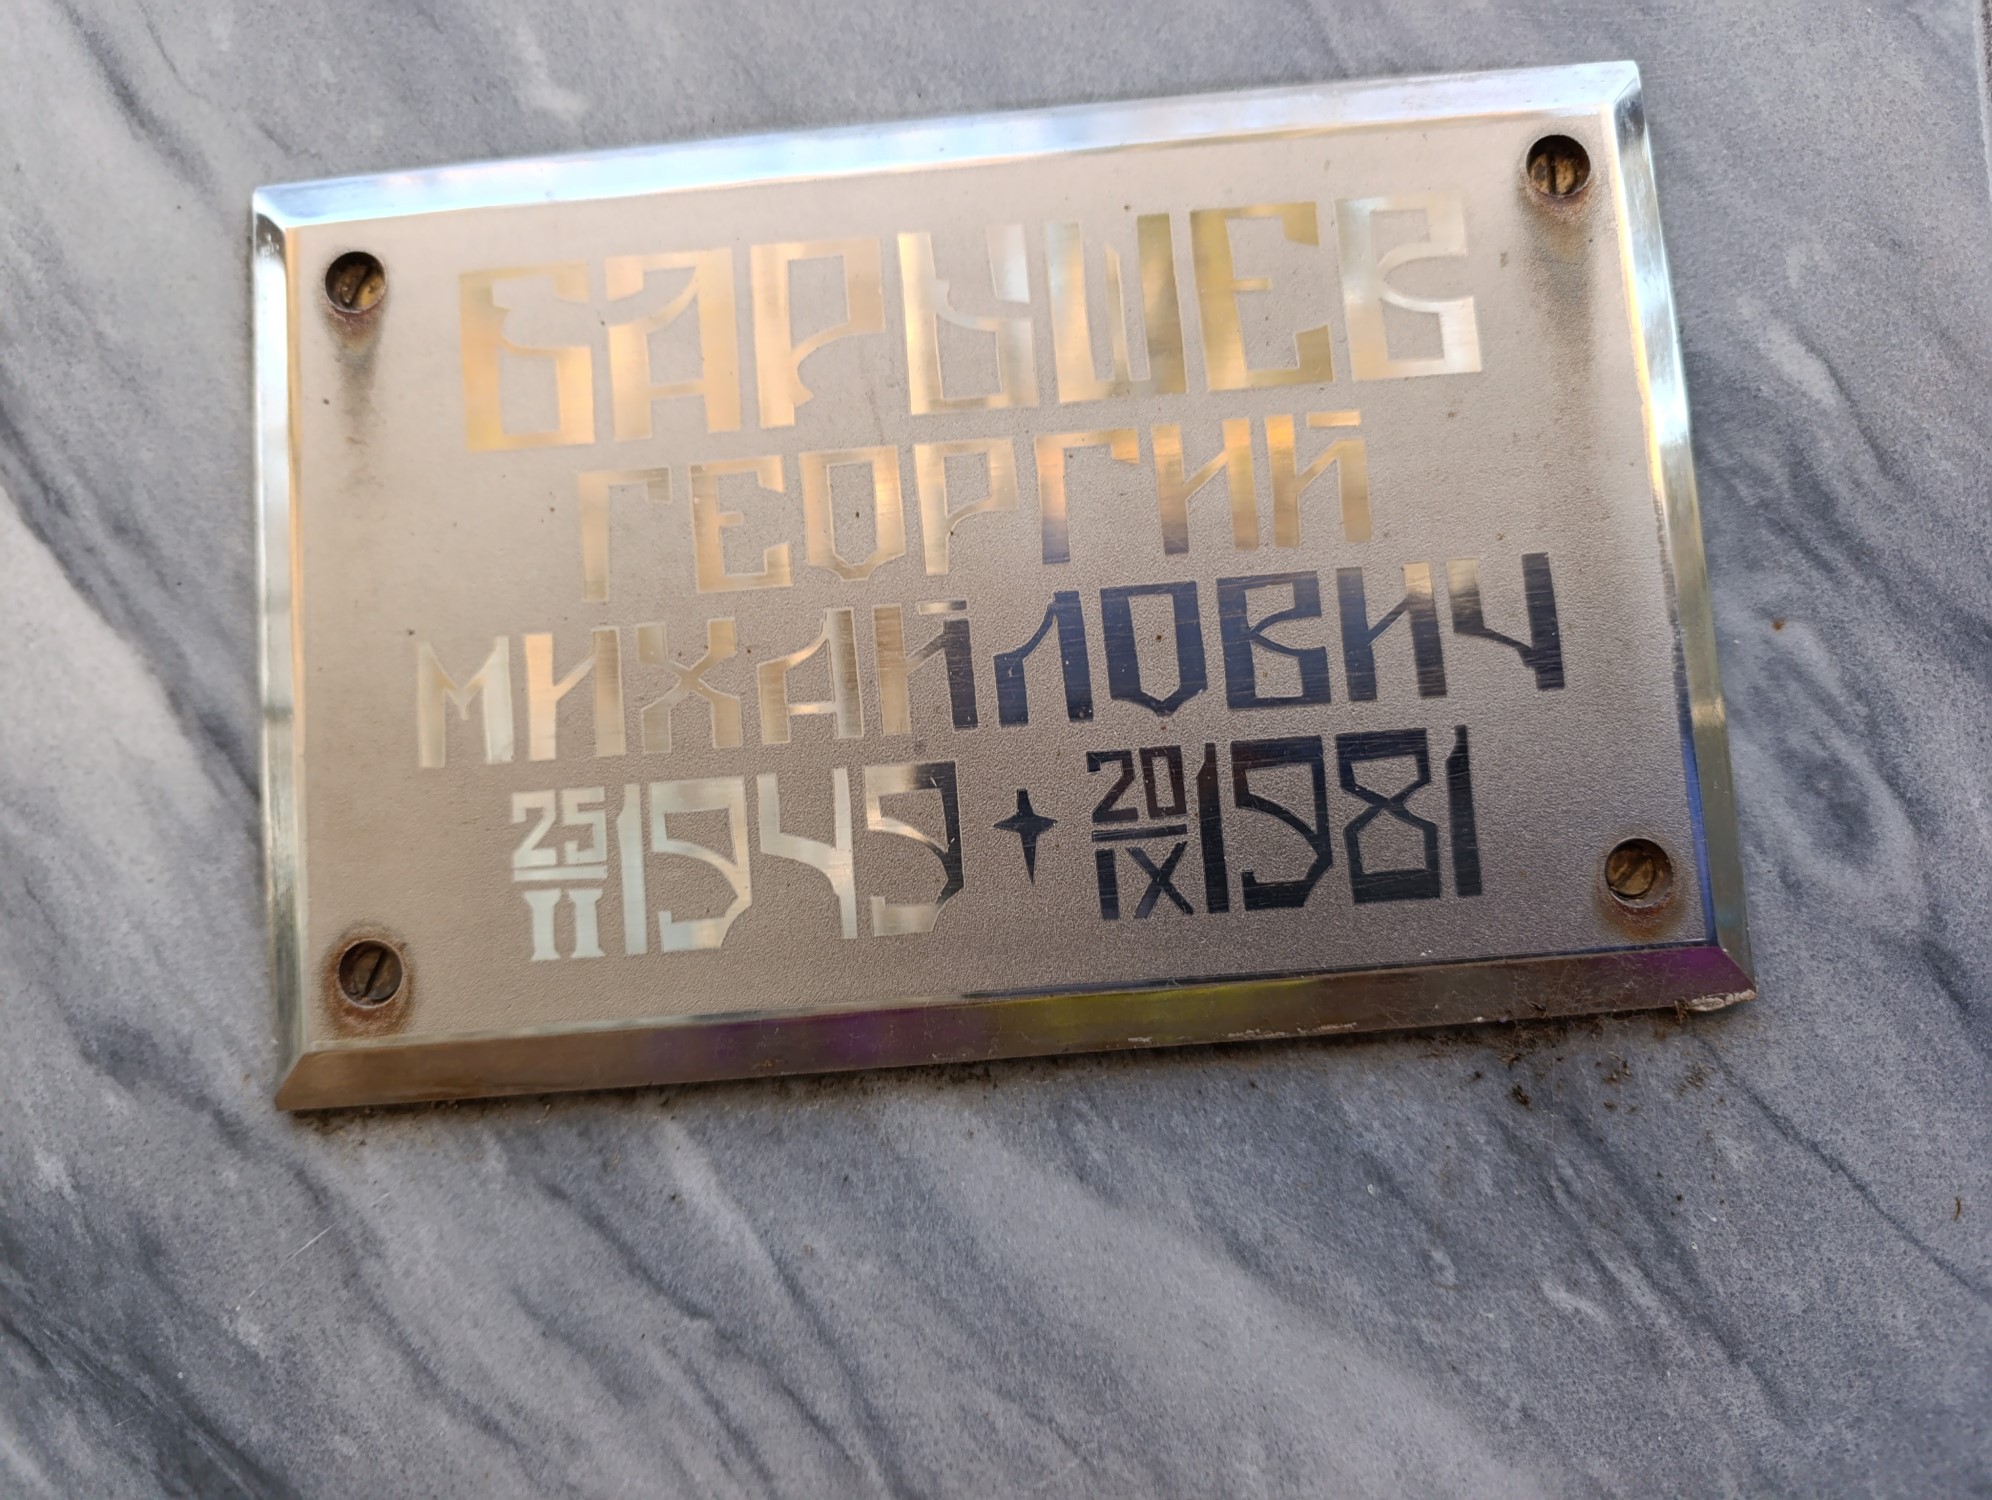 БАРЫШЕВ
ГЕОРГИЙ
МИХАЙЛОВИЧ
25/II 1949 ✦ 20/IX 1981